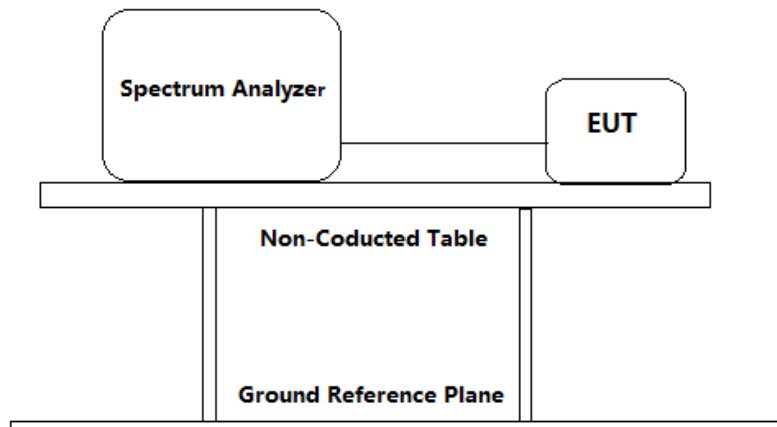 Spectrum Analyzer
EUT
Non-Coducted Table
Ground Reference Plane